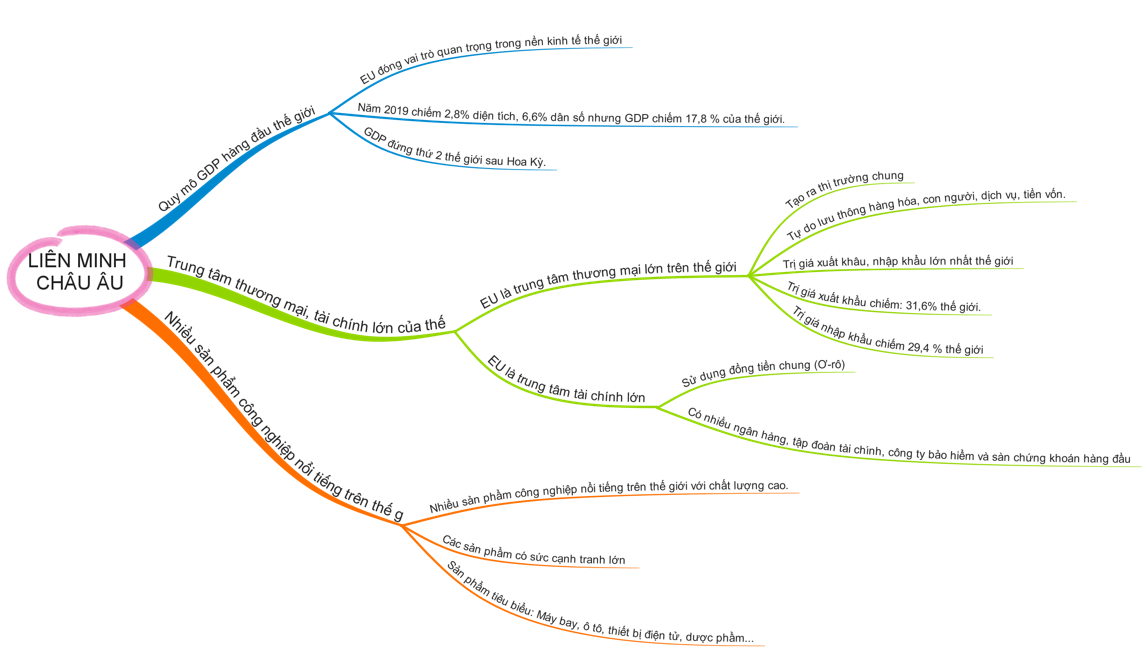 LIÊN MINH
CHÂU ÂU
Quy mô GDP hàng đầu thế giới
EU đóng vai trò quan trọng trong nền kinh tế thế giới
Năm 2019 chiếm 2,8% diện tích, 6,6% dân số nhưng GDP chiếm 17,8 % của thế giới.
GDP đứng thứ 2 thế giới sau Hoa Kỳ.
Trung tâm thương mại, tài chính lớn của thế
EU là trung tâm thương mại lớn trên thế giới
Tạo ra thị trường chung
Tự do lưu thông hàng hóa, con người, dịch vụ, tiền vốn.
Trị giá xuất khâu, nhập khẩu lớn nhất thế giới
Trị giá xuất khẩu chiếm: 31,6% thế giới.
Trị giá nhập khẩu chiếm 29,4 % thế giới
EU là trung tâm tài chính lớn
Sử dụng đồng tiền chung (Ơ-rô)
Có nhiều ngân hàng, tập đoàn tài chính, công ty bảo hiểm và sàn chứng khoán hàng đầu
Nhiều sản phẩm công nghiệp nổi tiếng trên thế g
Nhiều sản phẩm công nghiệp nổi tiếng trên thế giới với chất lượng cao.
Các sản phẩm có sức cạnh tranh lớn
Sản phẩm tiêu biểu: Máy bay, ô tô, thiết bị điện tử, dược phẩm...